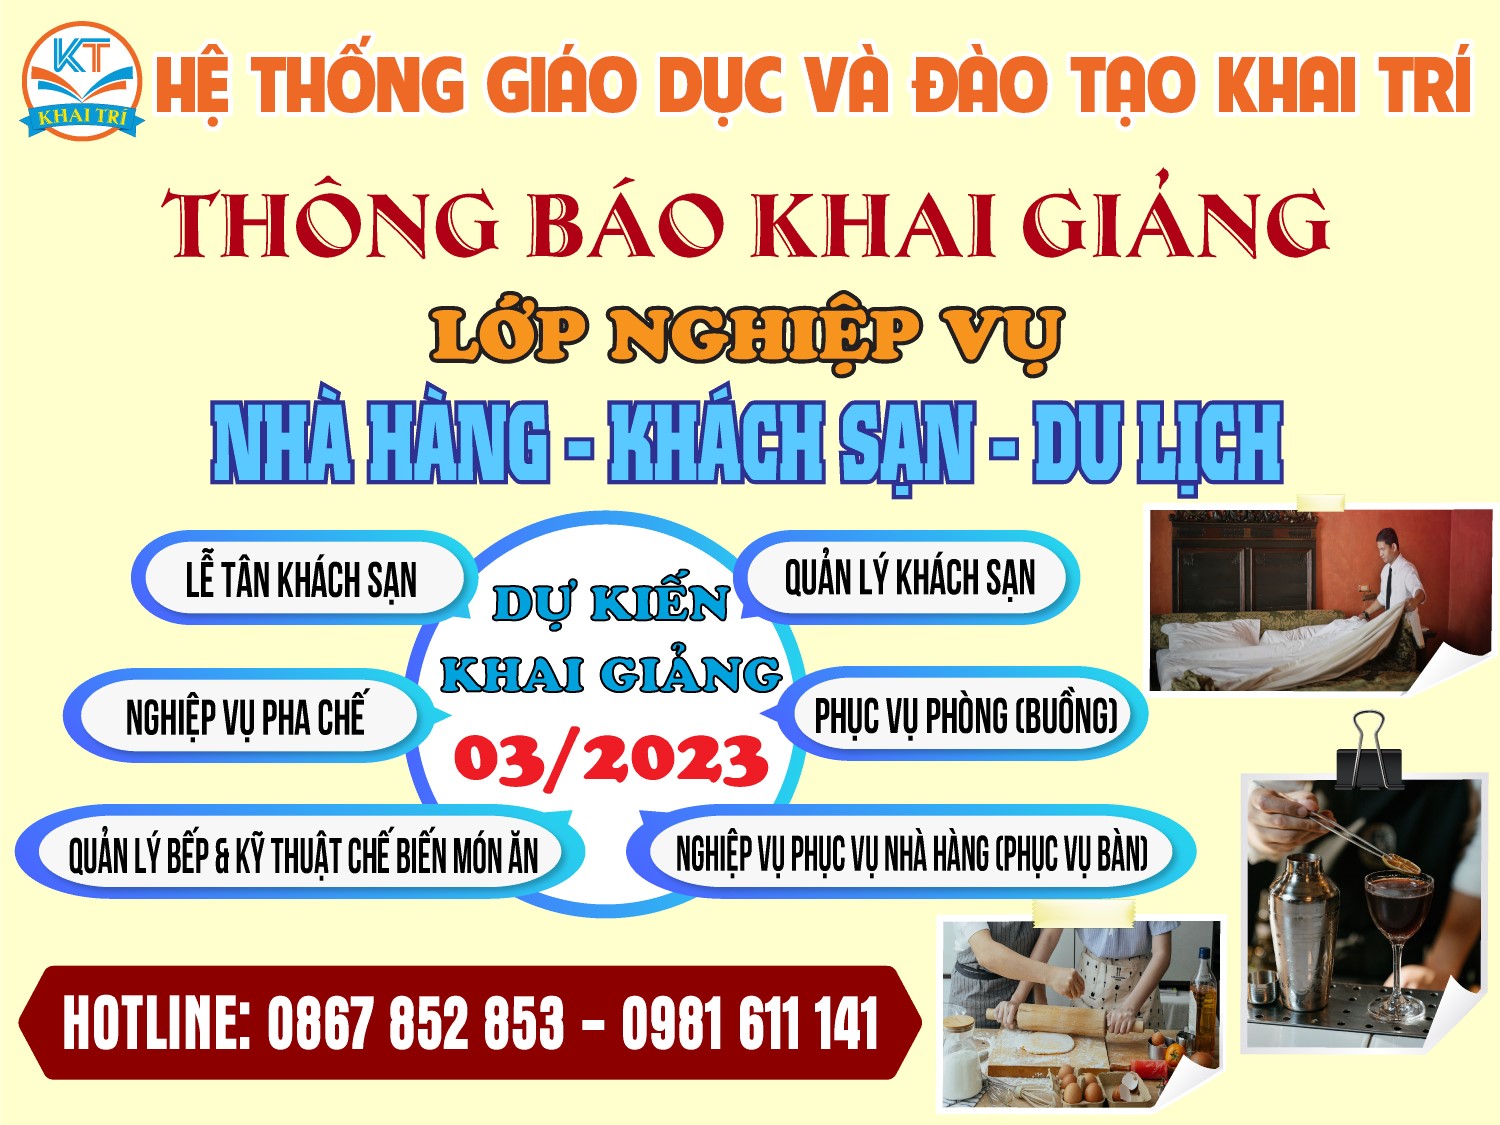 KT
KHAI TRÍ
HỆ THỐNG GIÁO DỤC VÀ ĐÀO TẠO KHAI TRÍ
THÔNG BÁO KHAI GIẢNG
LỚP NGHIỆP VỤ
NHÀ HÀNG - KHÁCH SẠN - DU LỊCH
LỄ TÂN KHÁCH SẠN
NGHIỆP VỤ PHA CHẾ
QUẢN LÝ BẾP & KỸ THUẬT CHẾ BIẾN MÓN ĂN
DỰ KIẾN
KHAI GIẢNG
03/2023
QUẢN LÝ KHÁCH SẠN
PHỤC VỤ PHÒNG (BUỒNG)
NGHIỆP VỤ PHỤC VỤ NHÀ HÀNG (PHỤC VỤ BÀN)
HOTLINE: 0867 852 853 - 0981 611 141